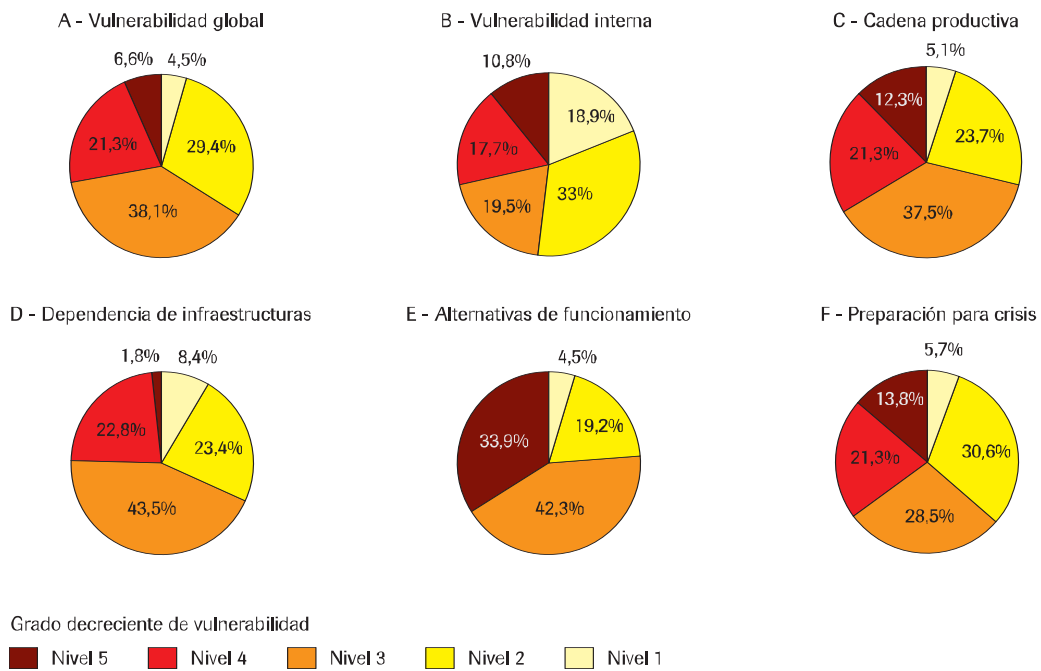 A - Vulnerabilidad global
6,6%
4,5%
29,4%
21,3%
38,1%
B - Vulnerabilidad interna
10,8%
18,9%
17,7%
33%
19,5%
C - Cadena productiva
5,1%
12,3%
23,7%
21,3%
37,5%
D - Dependencia de infraestructuras
1,8%
8,4%
22,8%
23,4%
43,5%
E - Alternativas de funcionamiento
4,5%
19,2%
33,9%
42,3%
F - Preparación para crisis
5,7%
13,8%
30,6%
21,3%
28,5%
Grado decreciente de vulnerabilidad
Nivel 5
Nivel 4
Nivel 3
Nivel 2
Nivel 1